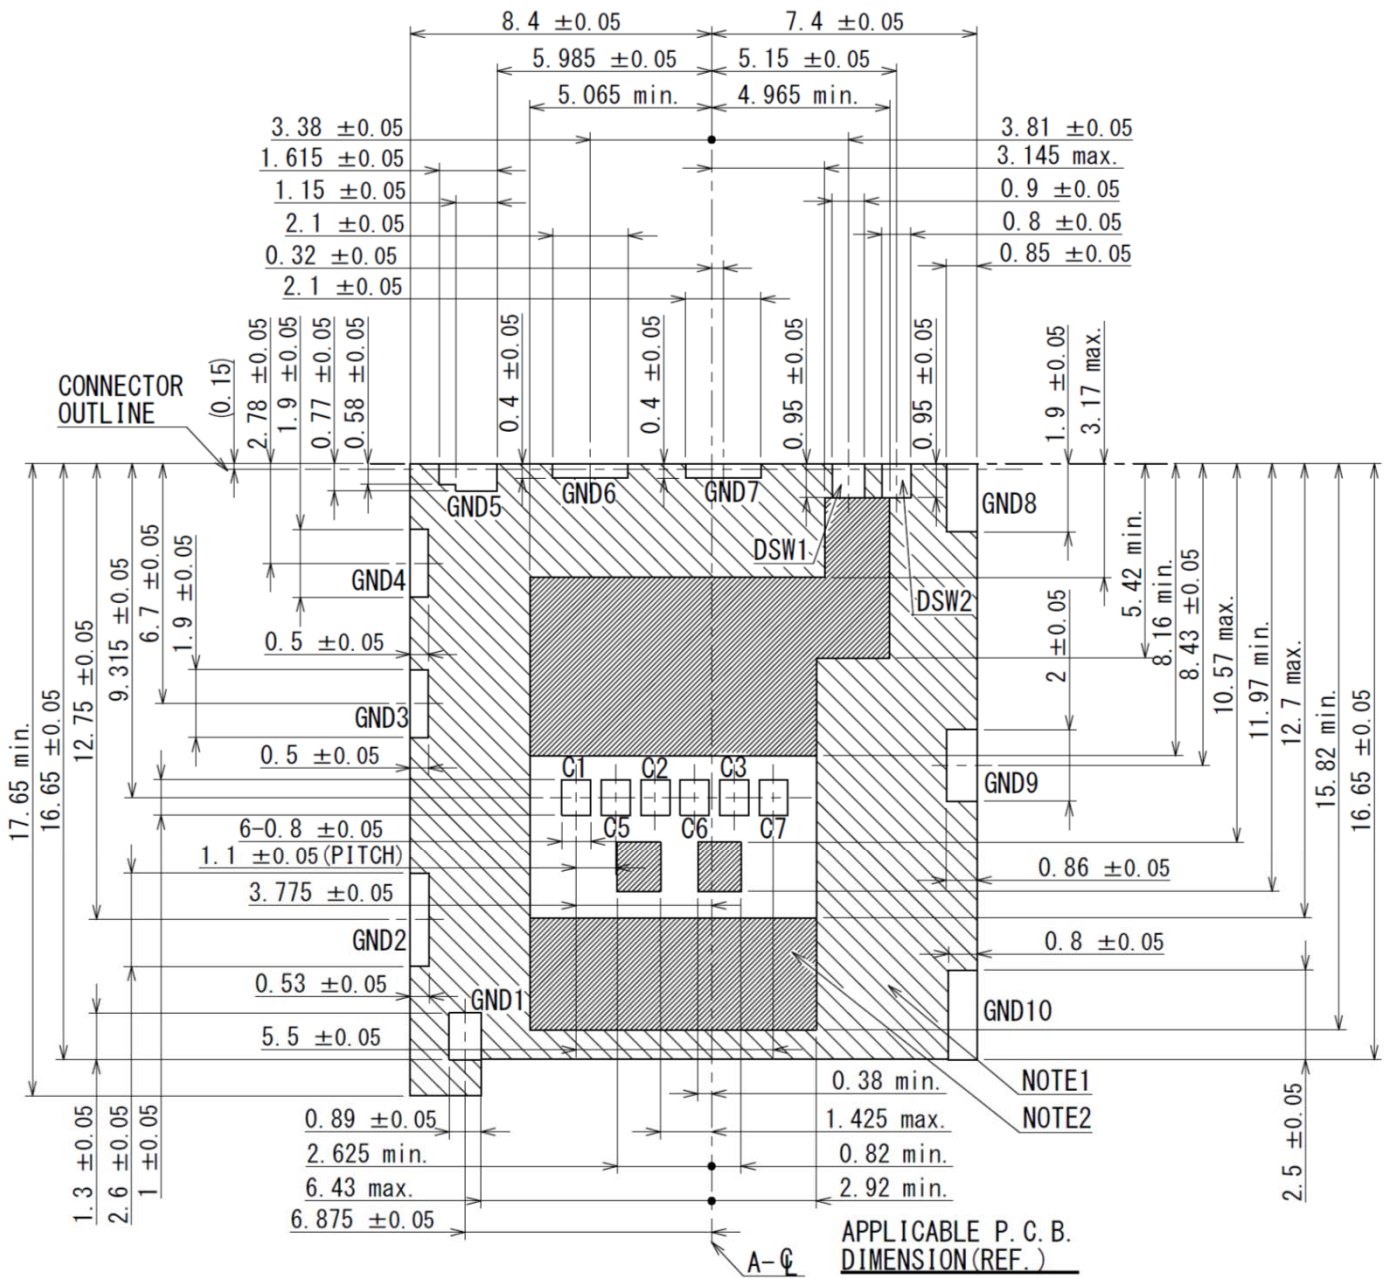 8.4 ±0.05
7.4 ±0.05
5.985 ±0.05
5.15 ±0.05
5.065 min.
4.965 min.
3.38 ±0.05
3.81 ±0.05
1.615 ±0.05
3.145 max.
1.15 ±0.05
0.9 ±0.05
2.1 ±0.05
0.8 ±0.05
0.32 ±0.05
0.85 ±0.05
2.1 ±0.05
CONNECTOR
OUTLINE
(0.15)
2.78 ±0.05
1.9 ±0.05
0.77 ±0.05
0.58 ±0.05
0.4 ±0.05
0.4 ±0.05
0.95 ±0.05
0.95 ±0.05
1.9 ±0.05
3.17 max.
GND5
GND6
GND7
GND8
DSW1
GND4
DSW2
0.5 ±0.05
GND3
0.5 ±0.05
17.65 min.
16.65 ±0.05
12.75 ±0.05
9.315 ±0.05
6.7 ±0.05
1.9 ±0.05
2 ±0.05
5.42 min.
8.16 min.
8.43 ±0.05
10.57 max.
11.97 min.
12.7 max.
15.82 min.
16.65 ±0.05
C1
C2
C3
GND9
6-0.8 ±0.05
C5
C6
C7
1.1 ±0.05(PITCH)
0.86 ±0.05
3.775 ±0.05
GND2
0.8 ±0.05
0.53 ±0.05
GND1
GND10
5.5 ±0.05
0.38 min.
NOTE1
0.89 ±0.05
1.425 max.
NOTE2
2.625 min.
0.82 min.
6.43 max.
2.92 min.
6.875 ±0.05
1.3 ±0.05
2.6 ±0.05
1 ±0.05
2.5 ±0.05
A-℄
APPLICABLE P.C.B.
DIMENSION(REF.)